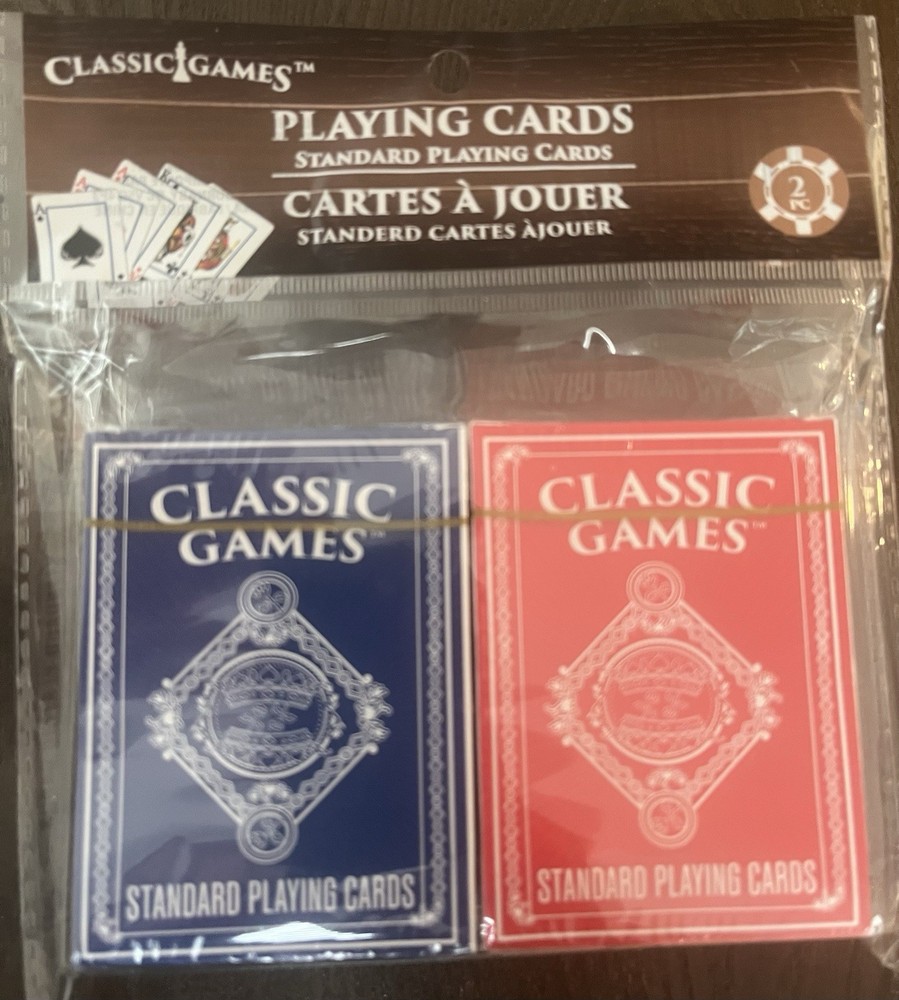 CLASSIC GAMES™
PLAYING CARDS
STANDARD PLAYING CARDS
CARTES À JOUER
STANDERD CARTES ÀJOUER
2
PC
CLASSIC
GAMES™
STANDARD PLAYING CARDS
CLASSIC
GAMES™
STANDARD PLAYING CARDS